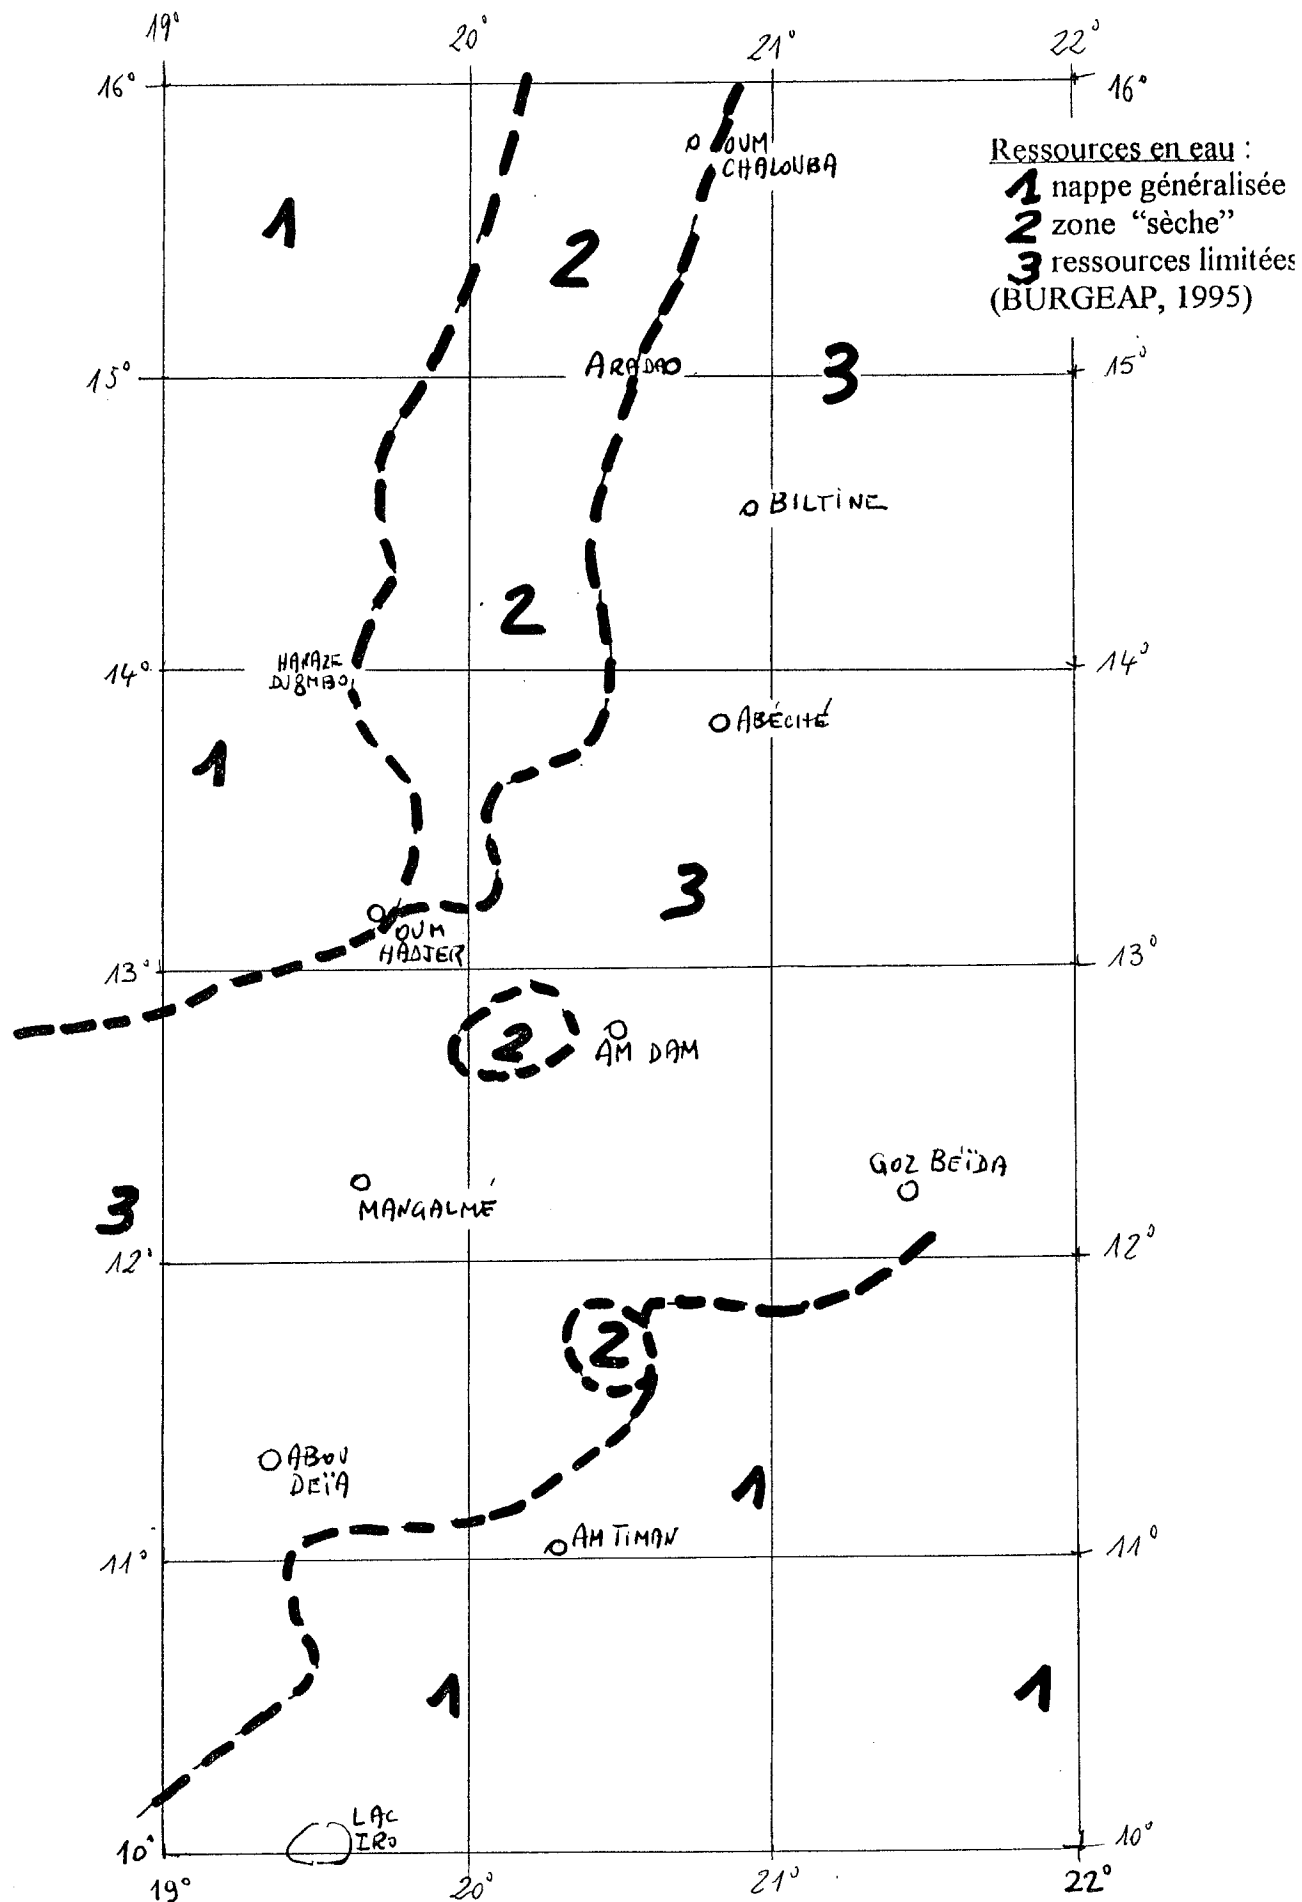 19° 20° 21° 22°
16° 16°
OUM
CHALOUBA
Ressources en eau :
1 nappe généralisée
2 zone “sèche”
3 ressources limitées
(BURGEAP, 1995)
1
2
ARADA
3
15° 15°
BILTINE
2
HARAZE
DJOMBO
14° 14°
ABÉCHÉ
1
3
OUM
HADJER
13° 13°
2
AM DAM
GOZ BEÏDA
MANGALMÉ
3
12° 12°
2
ABOU
DEÏA
1
AM TIMAN
11° 11°
1
1
LAC
IRO
10° 10°
19° 20° 21° 22°